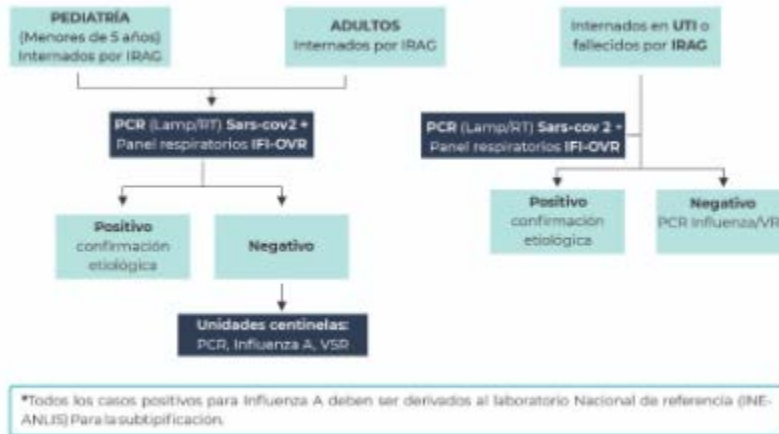 PEDIATRÍA
(Menores de 5 años)
Internados por IRAG
ADULTOS
Internados por IRAG
Internados en UTI o
fallecidos por IRAG
PCR (Lamp/RT) Sars-cov2 +
Panel respiratorios IFI-OVR
PCR (Lamp/RT) Sars-cov 2 -
Panel respiratorios IFI-OVR
Positivo
confirmación
etiológica
Negativo
Positivo
confirmación
etiológica
Negativo
PCR Influenza/VR
Unidades centinelas:
PCR, Influenza A, VSR
*Todos los casos positivos para Influenza A deben ser derivados al laboratorio Nacional de referencia (INE-
ANLIS) Para la subtipificación.